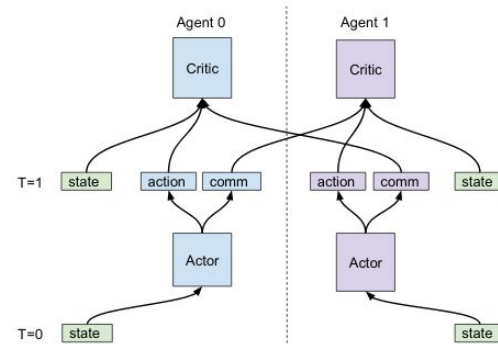 Agent 0
Agent 1
Critic
Critic
T=1
state
action
comm
action
comm
state
Actor
Actor
T=0
state
state